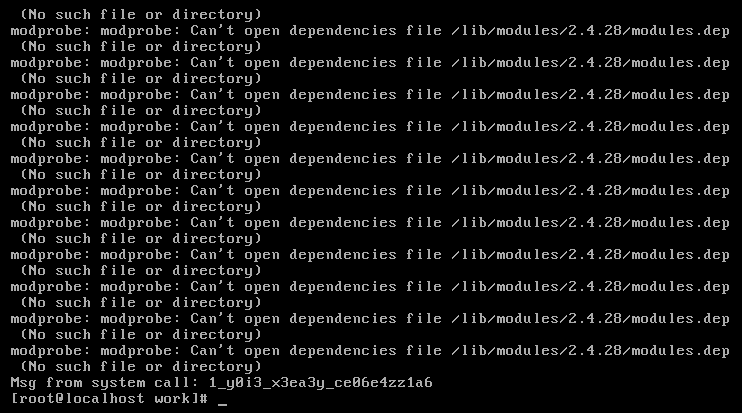 (No such file or directory)
modprobe: modprobe: Can't open dependencies file /lib/modules/2.4.28/modules.dep
(No such file or directory)
modprobe: modprobe: Can't open dependencies file /lib/modules/2.4.28/modules.dep
(No such file or directory)
modprobe: modprobe: Can't open dependencies file /lib/modules/2.4.28/modules.dep
(No such file or directory)
modprobe: modprobe: Can't open dependencies file /lib/modules/2.4.28/modules.dep
(No such file or directory)
modprobe: modprobe: Can't open dependencies file /lib/modules/2.4.28/modules.dep
(No such file or directory)
modprobe: modprobe: Can't open dependencies file /lib/modules/2.4.28/modules.dep
(No such file or directory)
modprobe: modprobe: Can't open dependencies file /lib/modules/2.4.28/modules.dep
(No such file or directory)
modprobe: modprobe: Can't open dependencies file /lib/modules/2.4.28/modules.dep
(No such file or directory)
modprobe: modprobe: Can't open dependencies file /lib/modules/2.4.28/modules.dep
(No such file or directory)
modprobe: modprobe: Can't open dependencies file /lib/modules/2.4.28/modules.dep
(No such file or directory)
modprobe: modprobe: Can't open dependencies file /lib/modules/2.4.28/modules.dep
(No such file or directory)
Msg from system call: 1_y0i3_x3ea3y_ce06e4zz1a6
[root@localhost work]# _